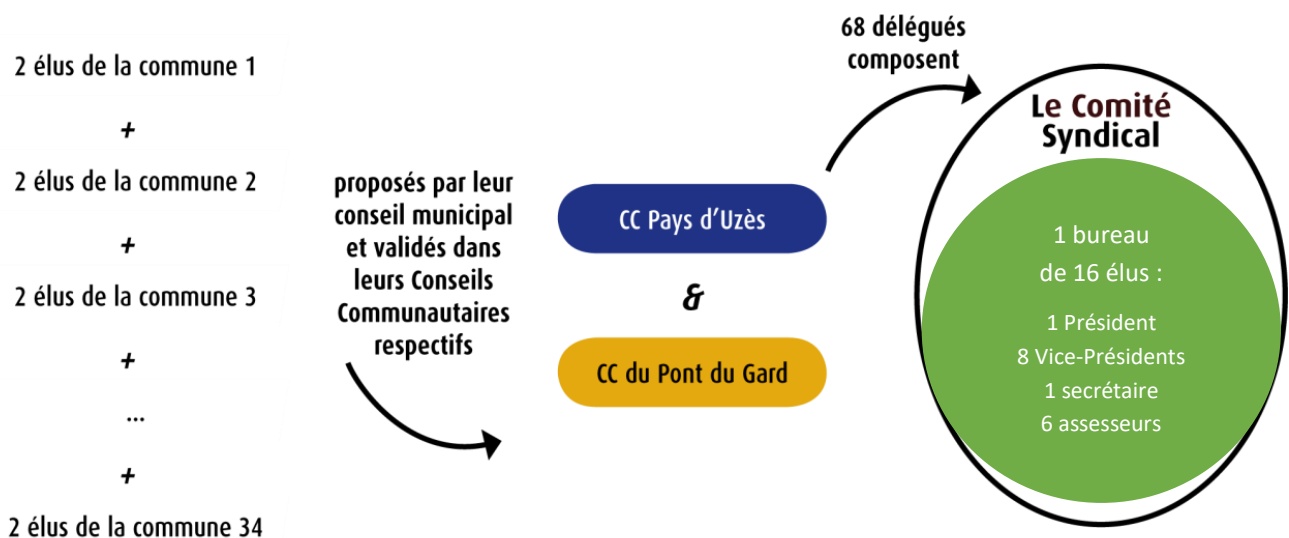 2 élus de la commune 1
+
2 élus de la commune 2
+
2 élus de la commune 3
+
...
+
2 élus de la commune 34
proposés par leur
conseil municipal
et validés dans
leurs Conseils
Communautaires
respectifs
CC Pays d'Uzès
&
CC du Pont du Gard
68 délégués
composent
Le Comité
Syndical
1 bureau
de 16 élus :
1 Président
8 Vice-Présidents
1 secrétaire
6 assesseurs